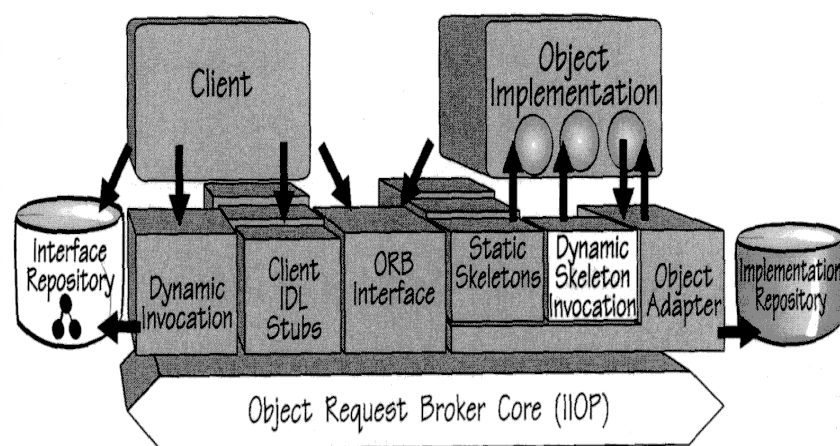 Client
Object
Implementation
Interface
Repository
Dynamic
Invocation
Client
IDL
Stubs
ORB
Interface
Static
Skeletons
Dynamic
Skeleton
Invocation
Object
Adapter
Implementation
Repository
Object Request Broker Core (IIOP)